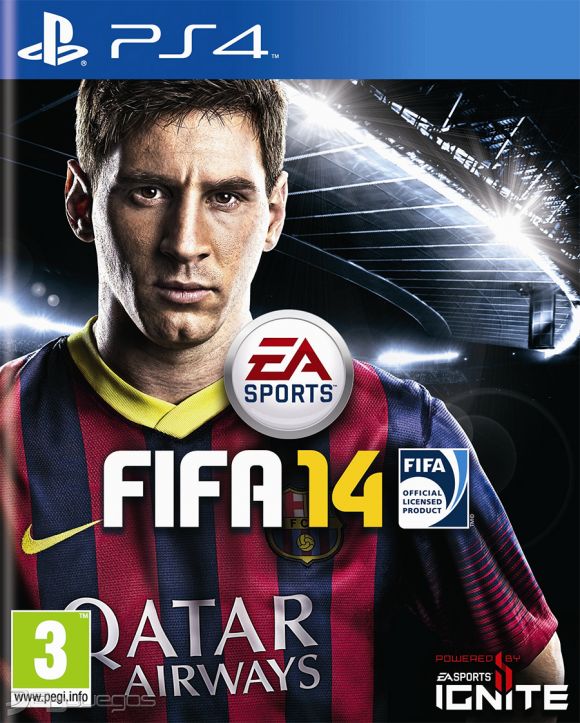 PS4
EA
SPORTS
FIFA 14
FIFA
OFFICIAL
LICENSED
PRODUCT
FCB
QATAR
AIRWAYS
3
www.pegi.info
POWERED BY
EA SPORTS
IGNITE